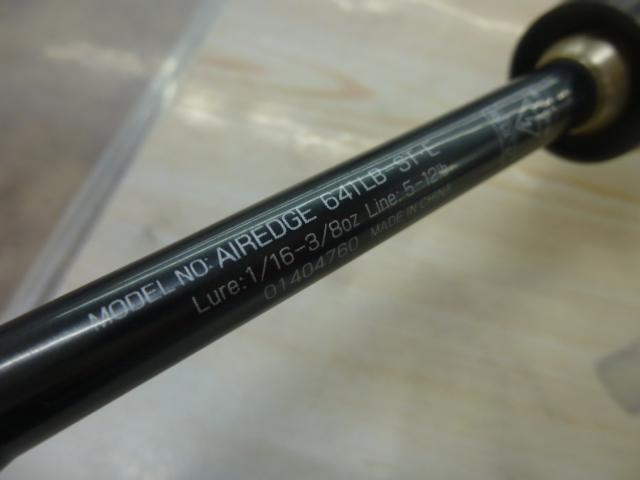 MODEL NO: AIREDGE 641LB-ST·E
Lure:1/16-3/8oz Line:5-12lb
01404760 MADE IN CHINA